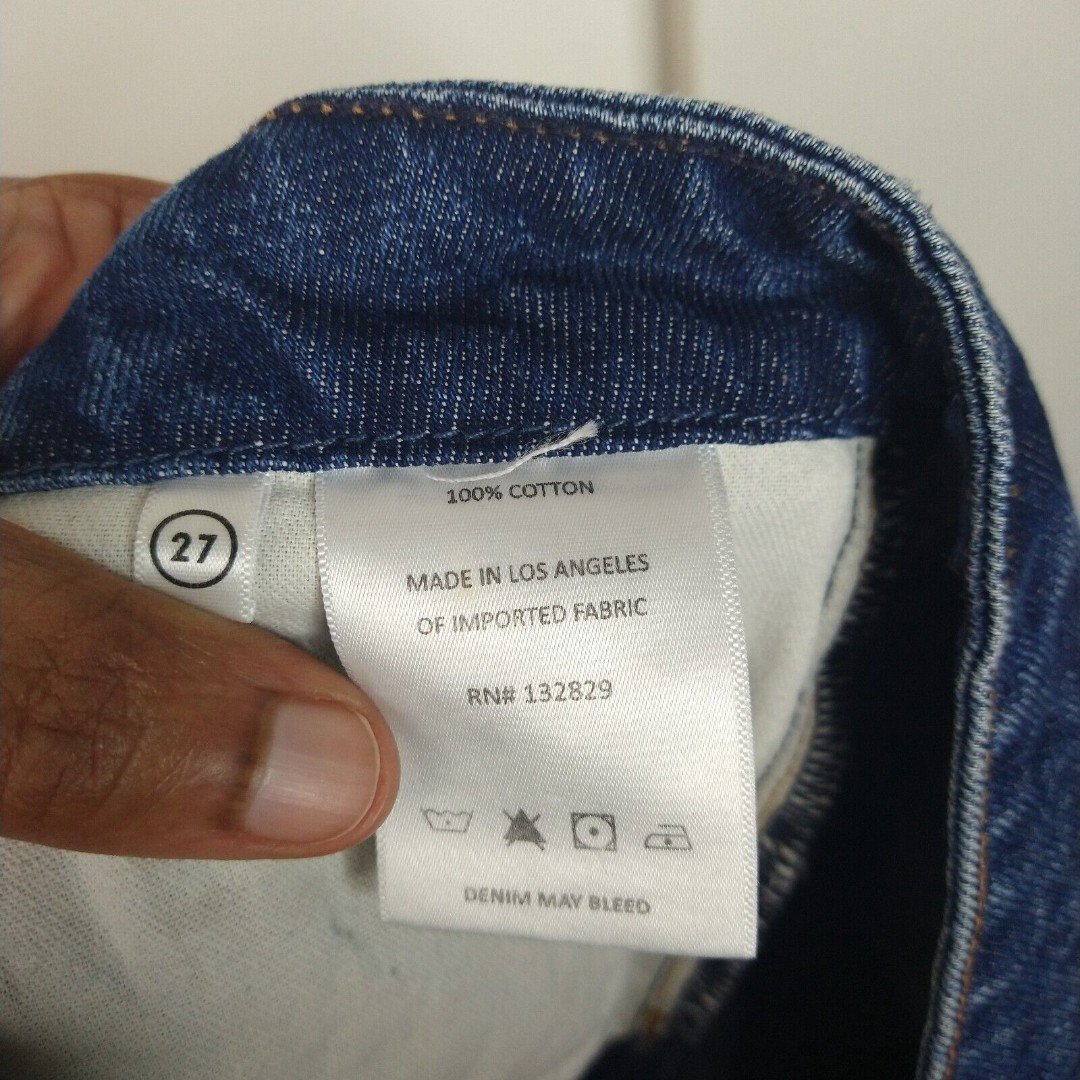 27
100% COTTON
MADE IN LOS ANGELES
OF IMPORTED FABRIC
RN# 132829
DENIM MAY BLEED